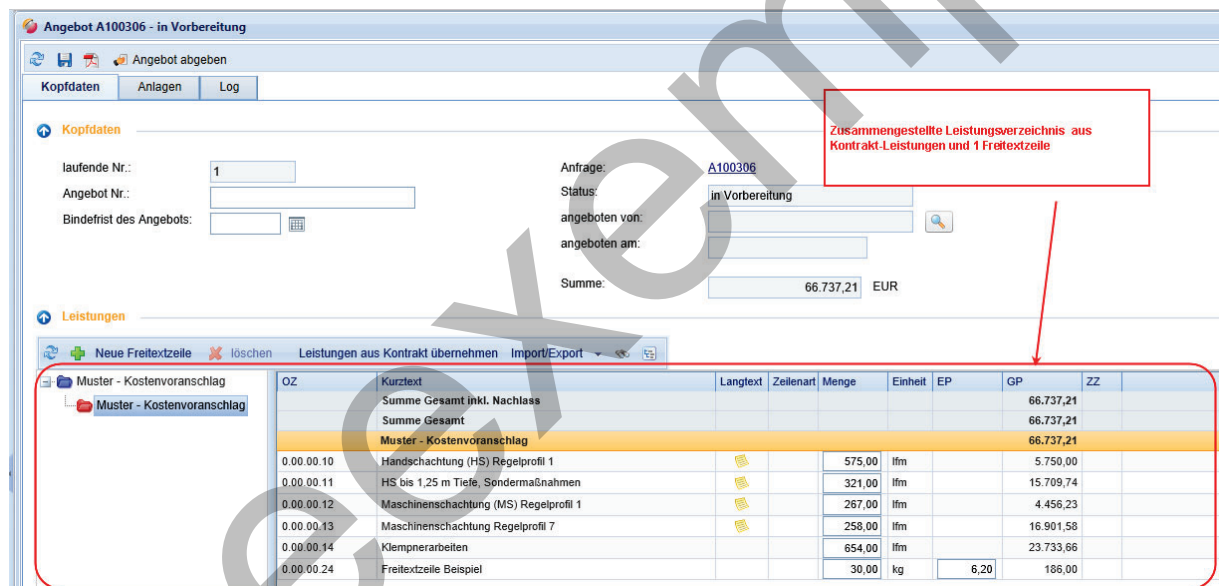 Angebot A100306 - in Vorbereitung
Angebot abgeben
Kopfdaten Anlagen Log
Zusammengestellte Leistungsverzeichnis aus
Kontrakt-Leistungen und 1 Freitextzeile
Kopfdaten
laufende Nr.: 1 Anfrage: A100306
Angebot Nr.: Status: in Vorbereitung
Bindefrist des Angebots: angeboten von:
angeboten am:
Summe: 66.737,21 EUR
Leistungen
Neue Freitextzeile löschen Leistungen aus Kontrakt übernehmen Import/Export
Muster - Kostenvoranschlag
Muster - Kostenvoranschlag
OZ Kurztext Langtext Zeilenart Menge Einheit EP GP ZZ
Summe Gesamt inkl. Nachlass 66.737,21
Summe Gesamt 66.737,21
Muster - Kostenvoranschlag 66.737,21
0.00.00.10 Handschachtung (HS) Regelprofil 1 575,00 lfm 5.750,00
0.00.00.11 HS bis 1,25 m Tiefe, Sondermaßnahmen 321,00 lfm 15.709,74
0.00.00.12 Maschinenschachtung (MS) Regelprofil 1 267,00 lfm 4.456,23
0.00.00.13 Maschinenschachtung Regelprofil 7 258,00 lfm 16.901,58
0.00.00.14 Klempnerarbeiten 654,00 lfm 23.733,66
0.00.00.24 Freitextzeile Beispiel 30,00 kg 6,20 186,00